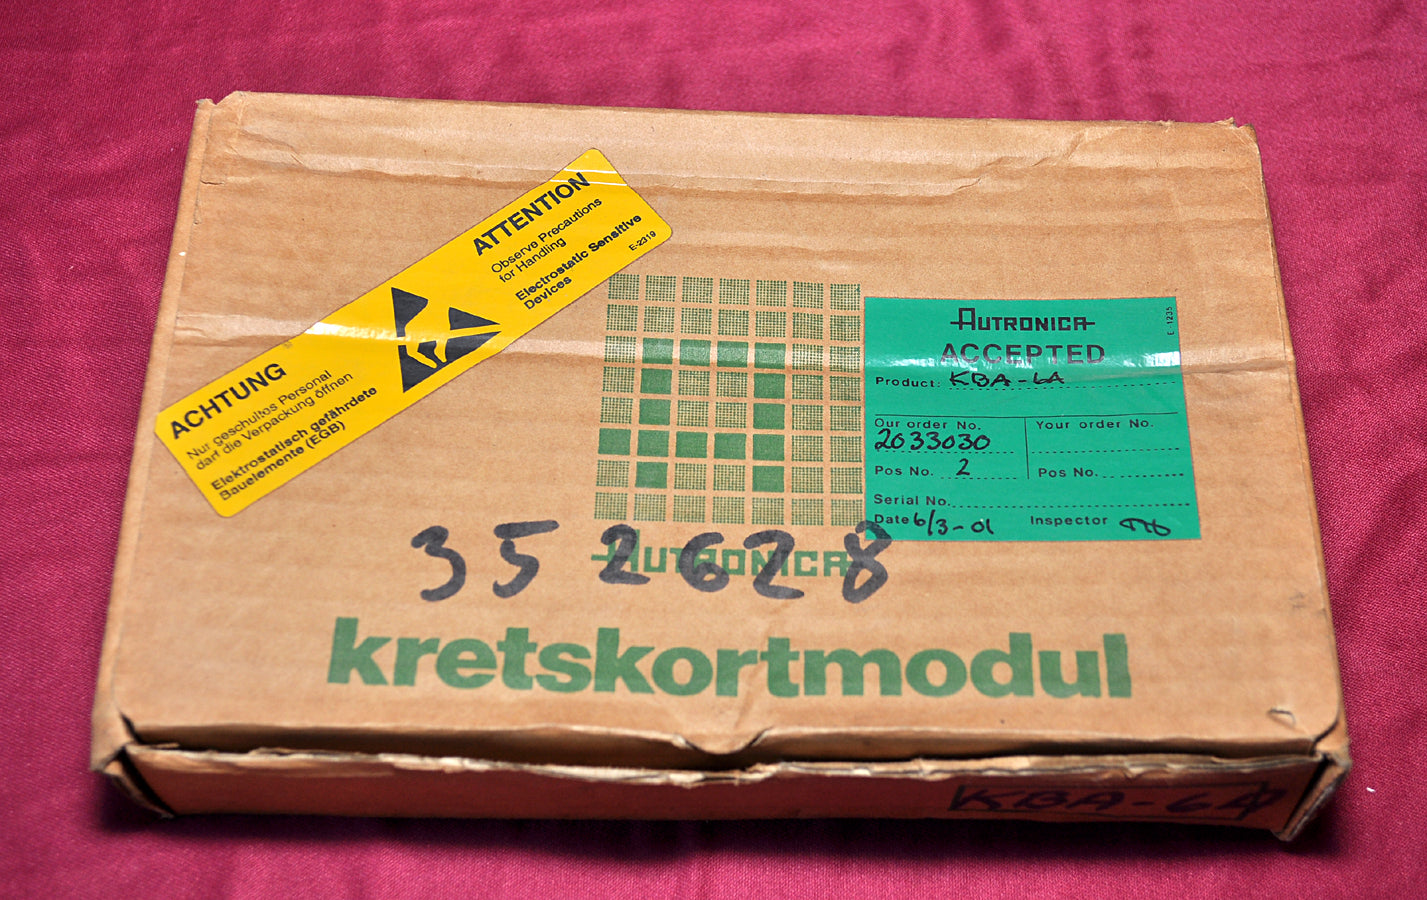 ATTENTION
Observe Precautions
for Handling
Electrostatic Sensitive
Devices
E-2319
ACHTUNG
Nur geschultes Personal
darf die Verpackung öffnen
Elektrostatisch gefährdete
Bauelemente (EGB)
AUTRONICA
E-1235
ACCEPTED
Product: KBA-6A
Our order No. Your order No.
2033030
Pos No. 2 Pos No.
Serial No.
Date 6/3-01 Inspector
352628
AUTRONICA
kretskortmodul
KBA-6A